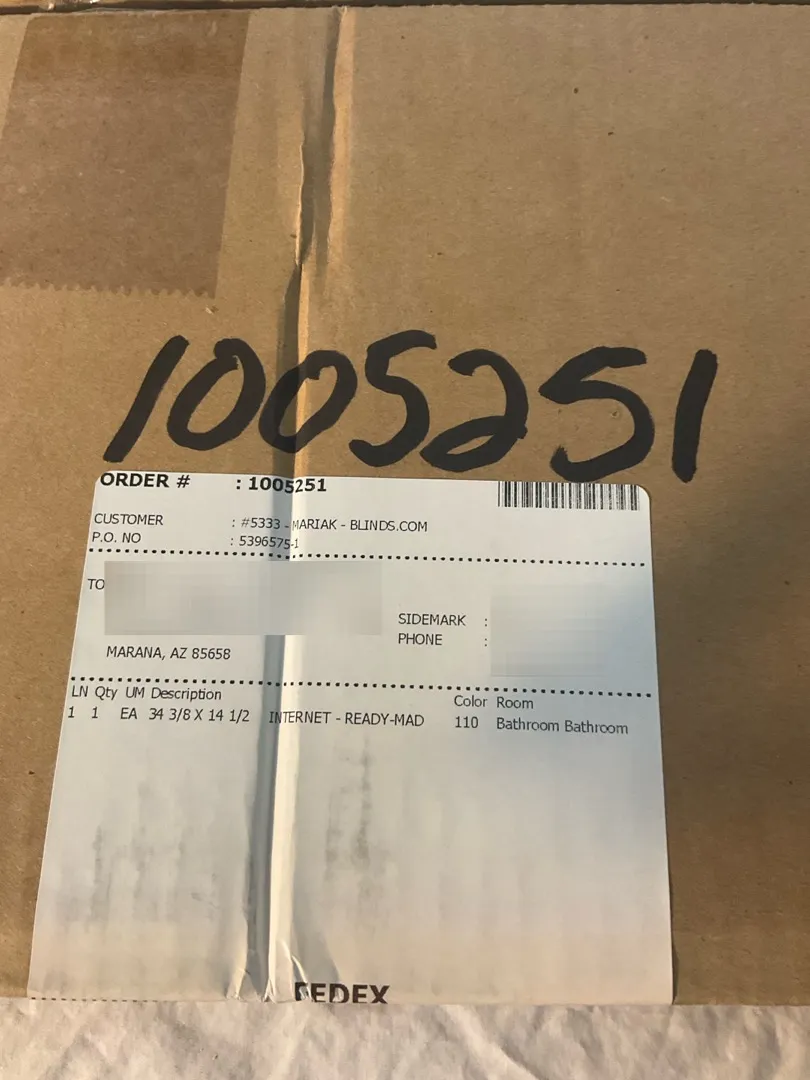 1005251
ORDER # : 1005251
CUSTOMER : #5333 - MARIAK - BLINDS.COM
P.O. NO : 5396575-1
TO
SIDEMARK :
PHONE :
MARANA, AZ 85658
LN Qty UM Description Color Room
1 1 EA 34 3/8 X 14 1/2 INTERNET - READY-MAD 110 Bathroom Bathroom
FEDEX